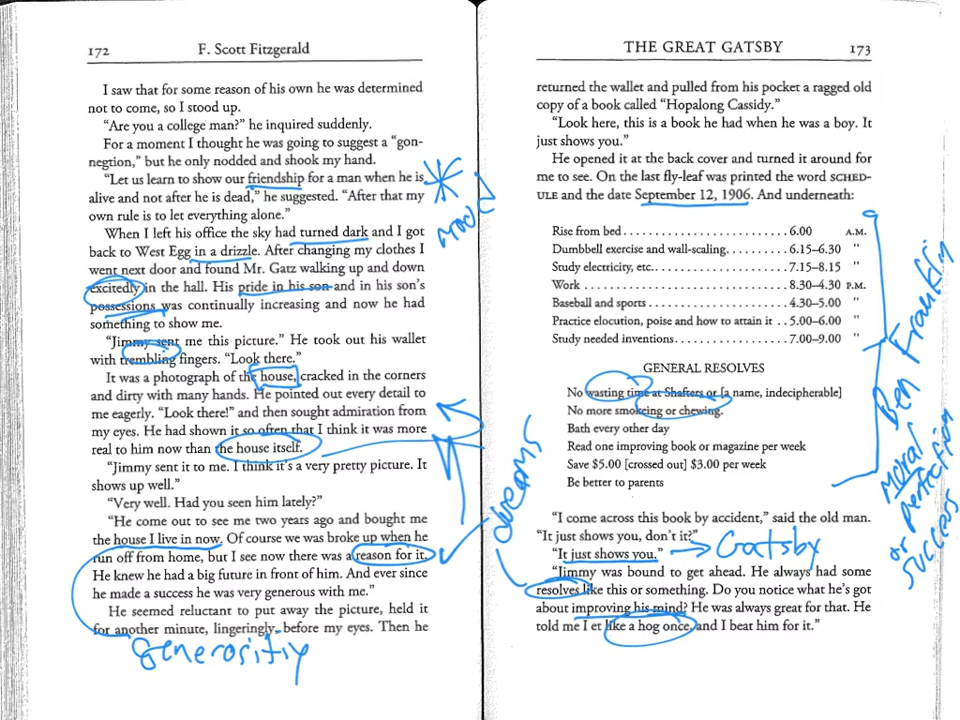 172 F. Scott Fitzgerald
I saw that for some reason of his own he was determined
not to come, so I stood up.
“Are you a college man?” he inquired suddenly.
For a moment I thought he was going to suggest a “gon-
negtion,” but he only nodded and shook my hand.
“Let us learn to show our friendship for a man when he is
alive and not after he is dead,” he suggested. “After that my
own rule is to let everything alone.”
When I left his office the sky had turned dark and I got
back to West Egg in a drizzle. After changing my clothes I
went next door and found Mr. Gatz walking up and down
excitedly in the hall. His pride in his son and in his son’s
possessions was continually increasing and now he had
something to show me.
“Jimmy sent me this picture.” He took out his wallet
with trembling fingers. “Look there.”
It was a photograph of the house, cracked in the corners
and dirty with many hands. He pointed out every detail to
me eagerly. “Look there!” and then sought admiration from
my eyes. He had shown it so often that I think it was more
real to him now than the house itself.
“Jimmy sent it to me. I think it’s a very pretty picture. It
shows up well.”
“Very well. Had you seen him lately?”
“He come out to see me two years ago and bought me
the house I live in now. Of course we was broke up when he
run off from home, but I see now there was a reason for it.
He knew he had a big future in front of him. And ever since
he made a success he was very generous with me.”
He seemed reluctant to put away the picture, held it
for another minute, lingeringly, before my eyes. Then he
generositiy
mood
dreams
THE GREAT GATSBY 173
returned the wallet and pulled from his pocket a ragged old
copy of a book called “Hopalong Cassidy.”
“Look here, this is a book he had when he was a boy. It
just shows you.”
He opened it at the back cover and turned it around for
me to see. On the last fly-leaf was printed the word SCHED-
ULE and the date September 12, 1906. And underneath:
Rise from bed . . . . . . . . . . . . . . . . . . . . . . . . 6.00 A.M.
Dumbbell exercise and wall-scaling. . . . . . . . . . . 6.15–6.30 ”
Study electricity, etc. . . . . . . . . . . . . . . . . . . . . 7.15–8.15 ”
Work . . . . . . . . . . . . . . . . . . . . . . . . . . . . . 8.30–4.30 P.M.
Baseball and sports . . . . . . . . . . . . . . . . . . . . . 4.30–5.00 ”
Practice elocution, poise and how to attain it . . 5.00–6.00 ”
Study needed inventions. . . . . . . . . . . . . . . . . . 7.00–9.00 ”
GENERAL RESOLVES
No wasting time at Shafters or [a name, indecipherable]
No more smokeing or chewing.
Bath every other day
Read one improving book or magazine per week
Save $5.00 [crossed out] $3.00 per week
Be better to parents
“I come across this book by accident,” said the old man.
“It just shows you, don’t it?”
“It just shows you.” → Gatsby
“Jimmy was bound to get ahead. He always had some
resolves like this or something. Do you notice what he’s got
about improving his mind? He was always great for that. He
told me I et like a hog once, and I beat him for it.”
Ben Franklin
moral perfection
or success